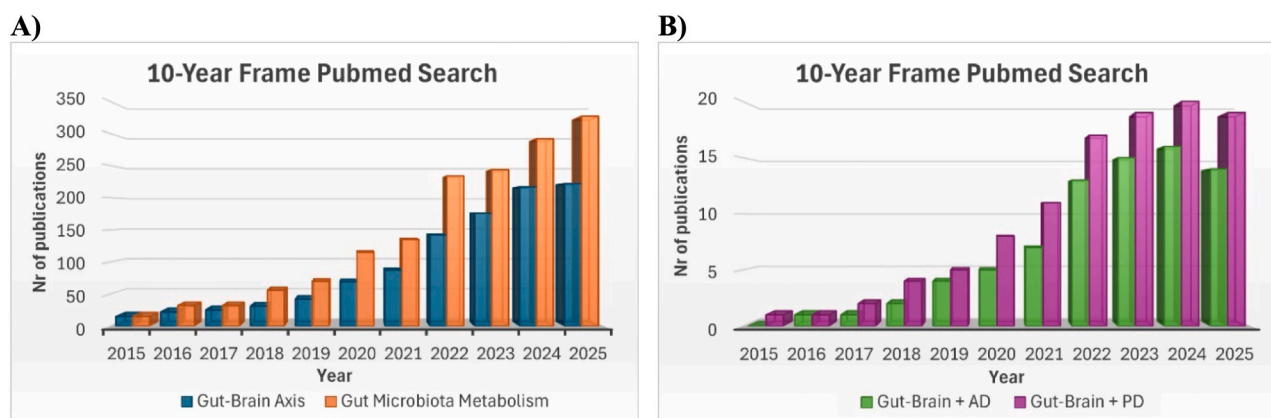 A)
10-Year Frame Pubmed Search
Nr of publications
350
300
250
200
150
100
50
0
2015 2016 2017 2018 2019 2020 2021 2022 2023 2024 2025
Year
Gut-Brain Axis Gut Microbiota Metabolism
B)
10-Year Frame Pubmed Search
Nr of publications
20
15
10
5
0
2015 2016 2017 2018 2019 2020 2021 2022 2023 2024 2025
Year
Gut-Brain + AD Gut-Brain + PD